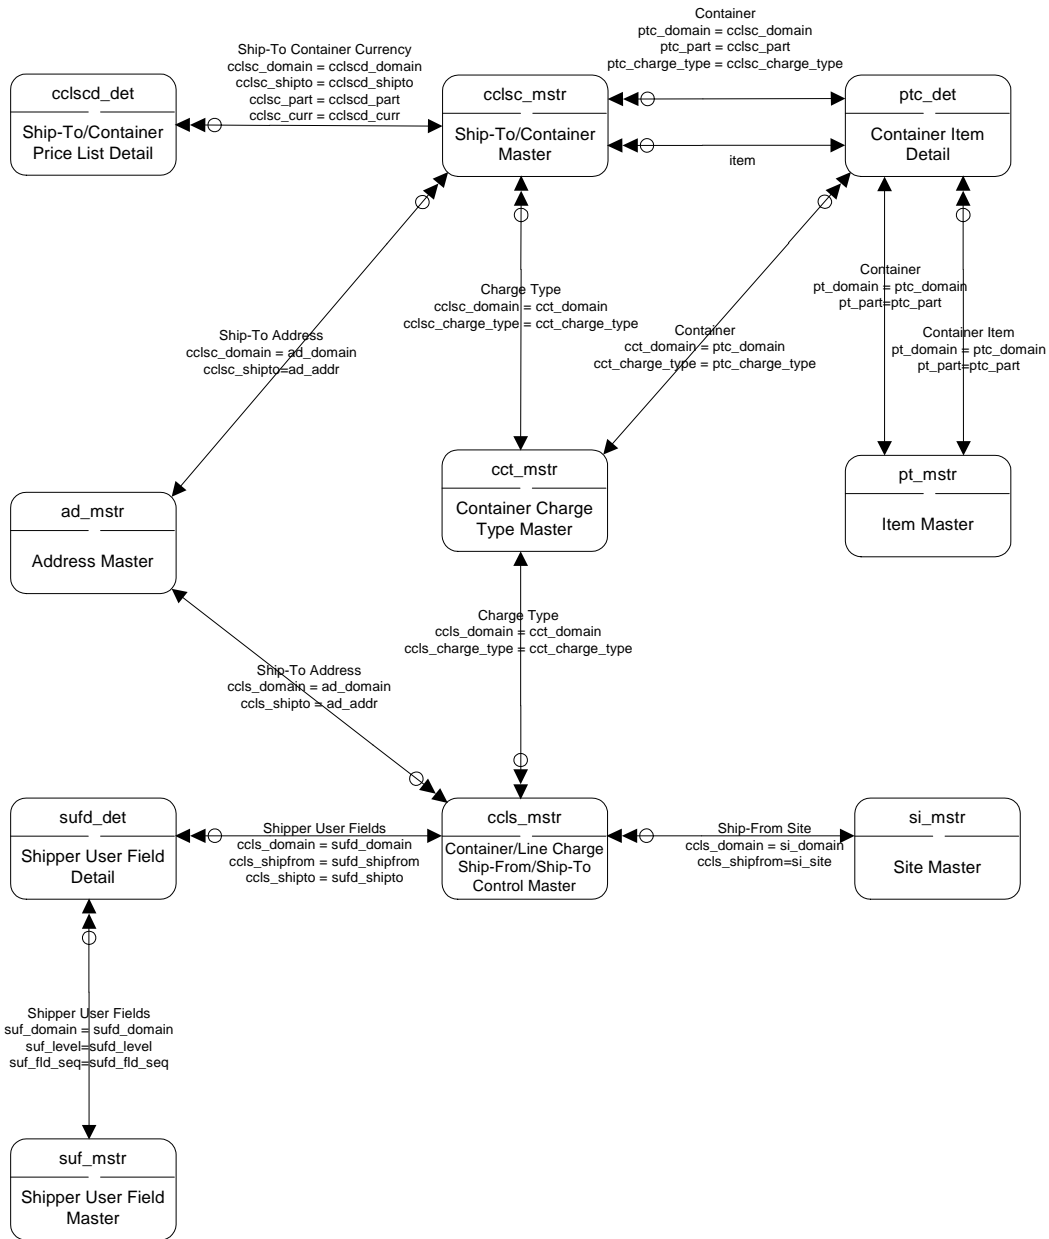 Container
ptc_domain = cclsc_domain
ptc_part = cclsc_part
ptc_charge_type = cclsc_charge_type
Ship-To Container Currency
cclsc_domain = cclscd_domain
cclsc_shipto = cclscd_shipto
cclsc_part = cclscd_part
cclsc_curr = cclscd_curr
cclscd_det
Ship-To/Container
Price List Detail
cclsc_mstr
Ship-To/Container
Master
ptc_det
Container Item
Detail
item
Container
pt_domain = ptc_domain
pt_part=ptc_part
Charge Type
cclsc_domain = cct_domain
cclsc_charge_type = cct_charge_type
Ship-To Address
cclsc_domain = ad_domain
cclsc_shipto=ad_addr
Container
cct_domain = ptc_domain
cct_charge_type = ptc_charge_type
Container Item
pt_domain = ptc_domain
pt_part=ptc_part
cct_mstr
Container Charge
Type Master
pt_mstr
Item Master
ad_mstr
Address Master
Charge Type
ccls_domain = cct_domain
ccls_charge_type = cct_charge_type
Ship-To Address
ccls_domain = ad_domain
ccls_shipto = ad_addr
sufd_det
Shipper User Field
Detail
Shipper User Fields
ccls_domain = sufd_domain
ccls_shipfrom = sufd_shipfrom
ccls_shipto = sufd_shipto
ccls_mstr
Container/Line Charge
Ship-From/Ship-To
Control Master
Ship-From Site
ccls_domain = si_domain
ccls_shipfrom=si_site
si_mstr
Site Master
Shipper User Fields
suf_domain = sufd_domain
suf_level=sufd_level
suf_fld_seq=sufd_fld_seq
suf_mstr
Shipper User Field
Master